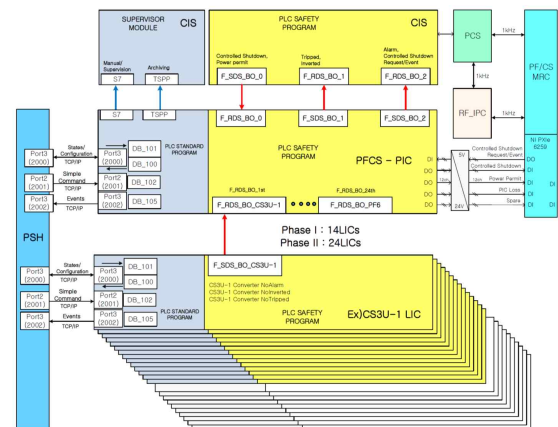 SUPERVISOR
MODULE
CIS
PLC SAFETY
PROGRAM
CIS
Manual/
Supervision
Archiving
S7
TSPP
Controlled Shutdown,
Power permit
Tripped,
Inverted
Alarm,
Controlled Shutdown
Request/Event
F_SDS_BO_0
F_RDS_BO_1
F_RDS_BO_2
PCS
1kHz
1kHz
RF_IPC
1kHz
PF/CS
MRC
NI PXIe
6259
S7
TSPP
F_RDS_BO_0
F_SDS_BO_1
F_SDS_BO_2
PLC STANDARD
PROGRAM
PLC SAFETY
PROGRAM
PFCS - PIC
PSH
Port3
(2000)
States/
Configuration
TCP/IP
Port3
(2000)
DB_101
DB_100
Port2
(2001)
Simple
Command
TCP/IP
Port2
(2001)
DB_102
Port3
(2002)
Events
TCP/IP
Port3
(2002)
DB_105
F_RDS_BO_1st
F_RDS_BO_24th
F_RDS_BO_CS3U-1
F_RDS_BO_PF6
DI
DI
DO
DO
DO
5V
24V
Controlled Shutdown
Request/Event
Controlled Shutdown
Power Permit
PIC Loss
Spare
DI
DI
DI
DI
DI
Phase I : 14LICs
Phase II : 24LICs
Port3
(2000)
States/
Configuration
TCP/IP
Port3
(2000)
DB_101
DB_100
Port2
(2001)
Simple
Command
TCP/IP
Port2
(2001)
DB_102
Port3
(2002)
Events
TCP/IP
Port3
(2002)
DB_105
PLC STANDARD
PROGRAM
F_SDS_BO_CS3U-1
CS3U-1 Converter NoAlarm
CS3U-1 Converter NoInverted
CS3U-1 Converter NoTripped
PLC SAFETY
PROGRAM
Ex)CS3U-1 LIC